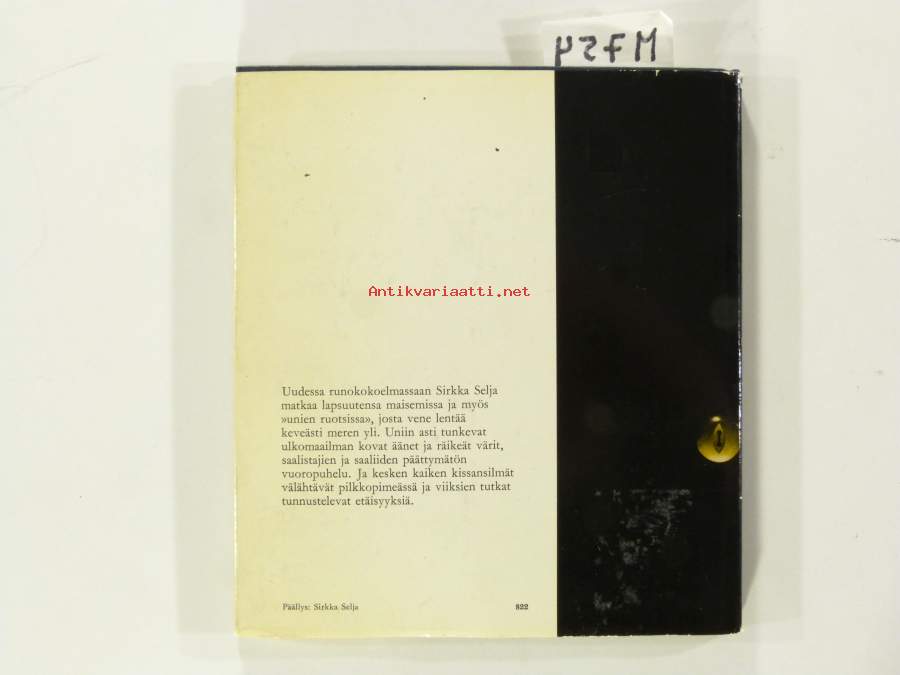 Antikvariaatti.net
Uudessa runokokoelmassaan Sirkka Selja
matkaa lapsuutensa maisemissa ja myös
»unien ruotsissa», josta vene lentää
keveästi meren yli. Uniin asti tunkevat
ulkomaailman kovat äänet ja räikeät värit,
saalistajien ja saaliiden päättymätön
vuoropuhelu. Ja kesken kaiken kissansilmät
välähtävät pilkkopimeässä ja viiksien tutkat
tunnustelevat etäisyyksiä.
Päällys: Sirkka Selja
822